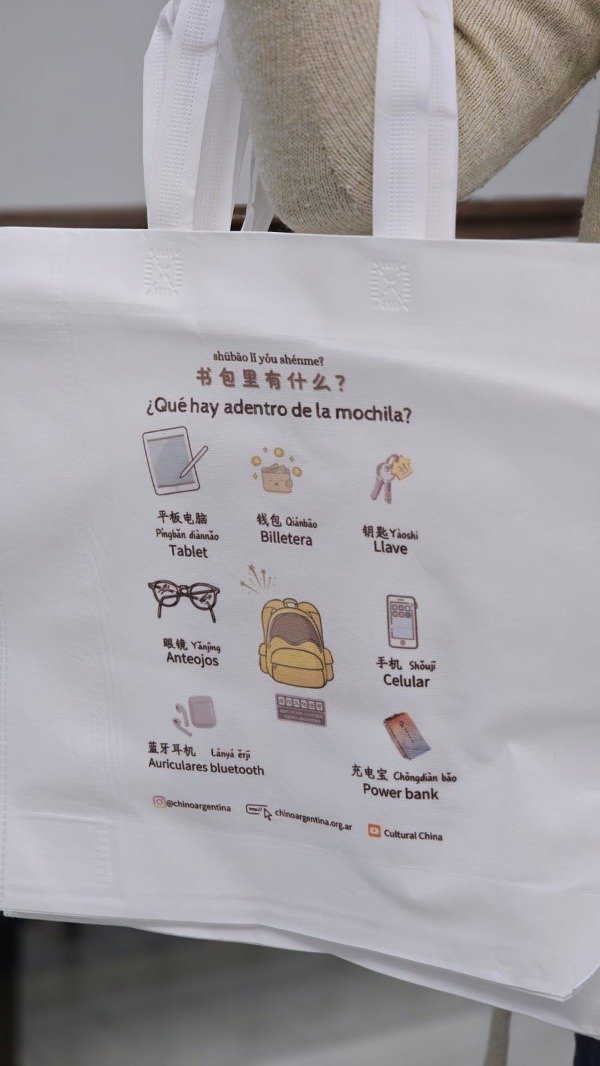 shūbāo lǐ yǒu shénme?
书包里有什么？
¿Qué hay adentro de la mochila?
平板电脑
Píngbǎn diànnǎo
Tablet
钱包 Qiánbāo
Billetera
钥匙 Yàoshi
Llave
眼镜 Yǎnjìng
Anteojos
手机 Shǒujī
Celular
蓝牙耳机 Lányá ěrjī
Auriculares bluetooth
充电宝 Chōngdiàn bǎo
Power bank
@chinoargentina
chinoargentina.org.ar
Cultural China